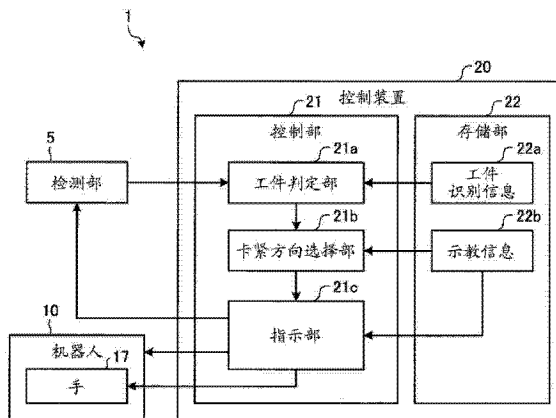 1
20
控制装置
21
控制部
22
存储部
5
检测部
21a
工件判定部
22a
工件
识别信息
21b
卡紧方向选择部
22b
示教信息
21c
指示部
10
机器人
17
手